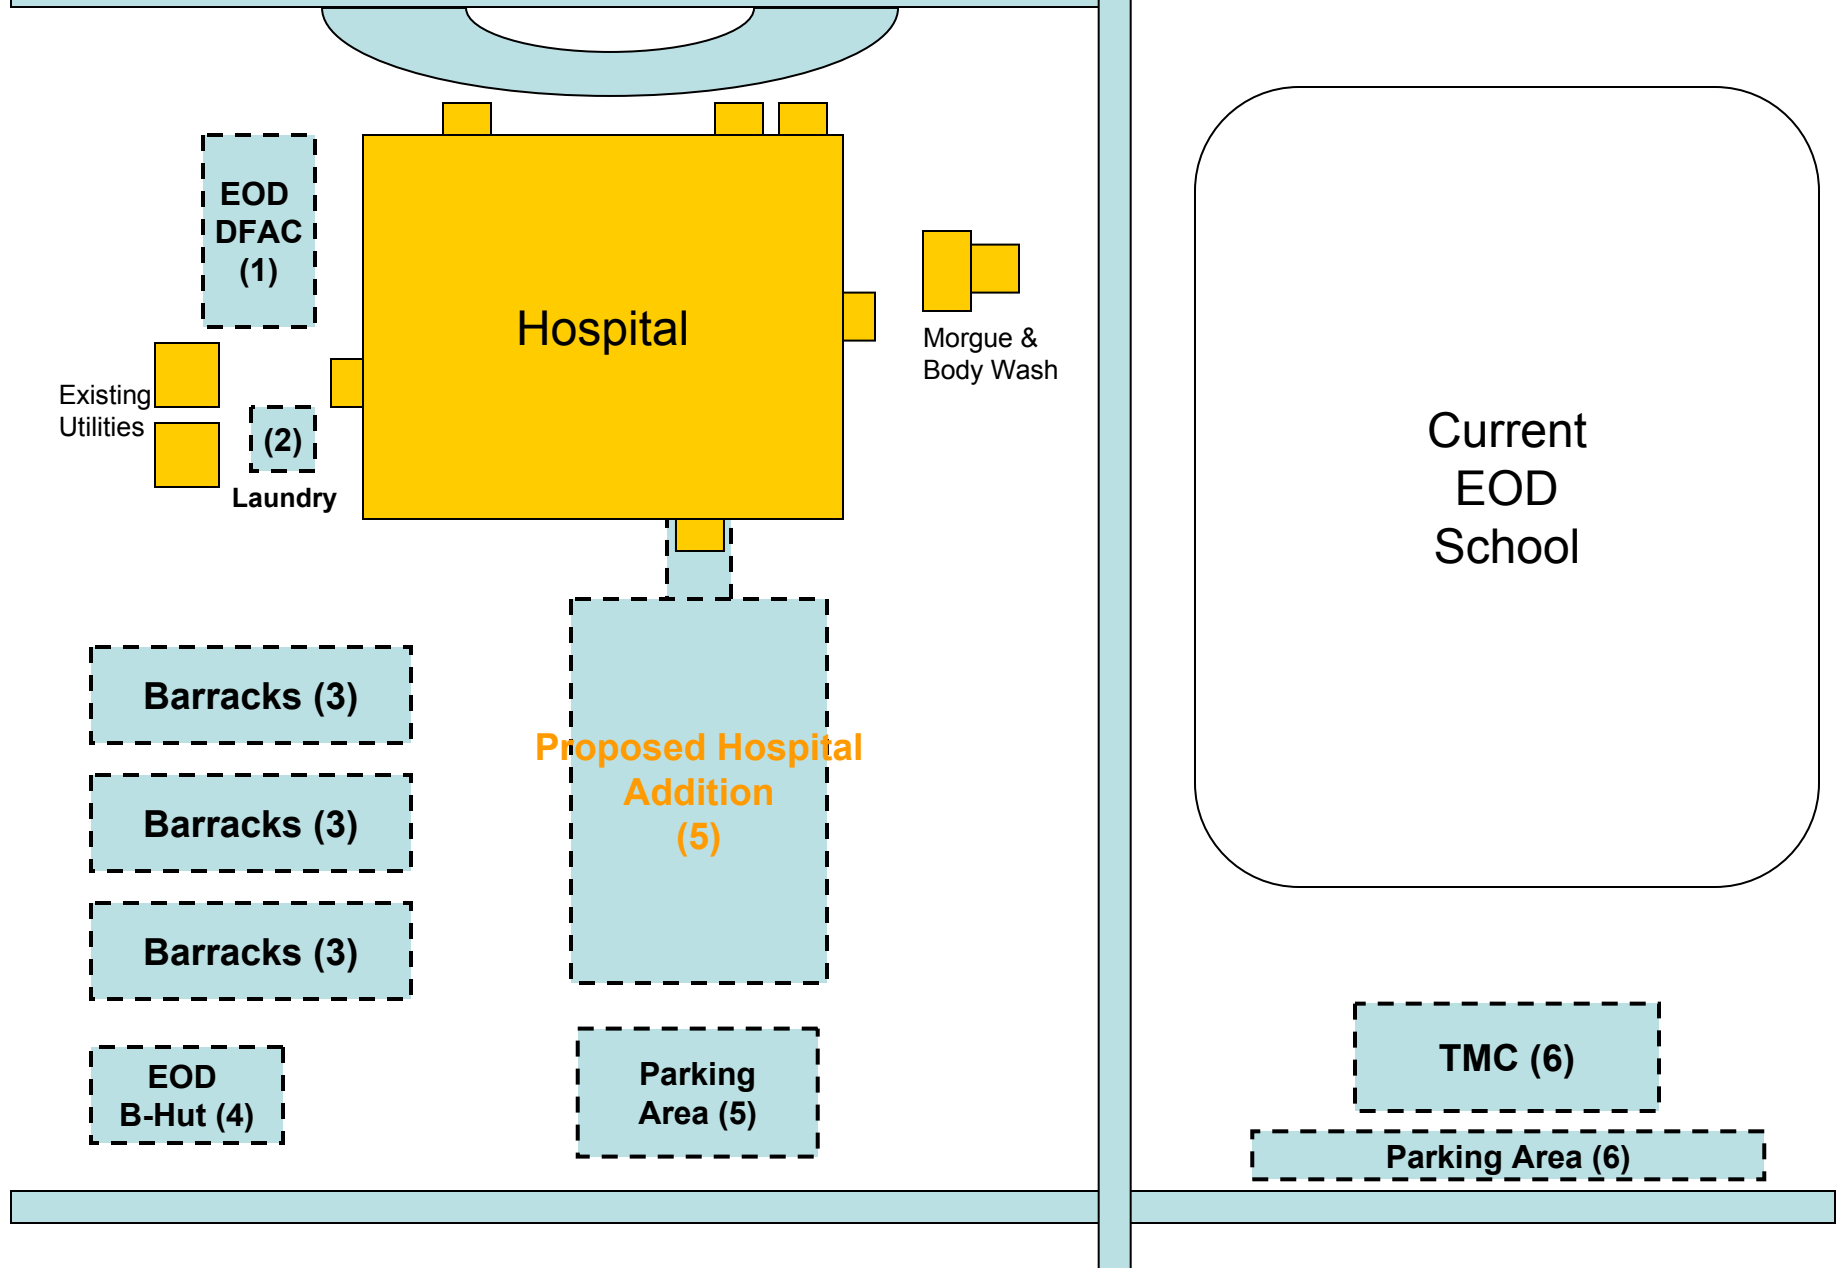 EOD
DFAC
(1)
Hospital
Morgue &
Body Wash
Existing
Utilities
(2)
Laundry
Current
EOD
School
Barracks (3)
Barracks (3)
Barracks (3)
Proposed Hospital
Addition
(5)
EOD
B-Hut (4)
Parking
Area (5)
TMC (6)
Parking Area (6)